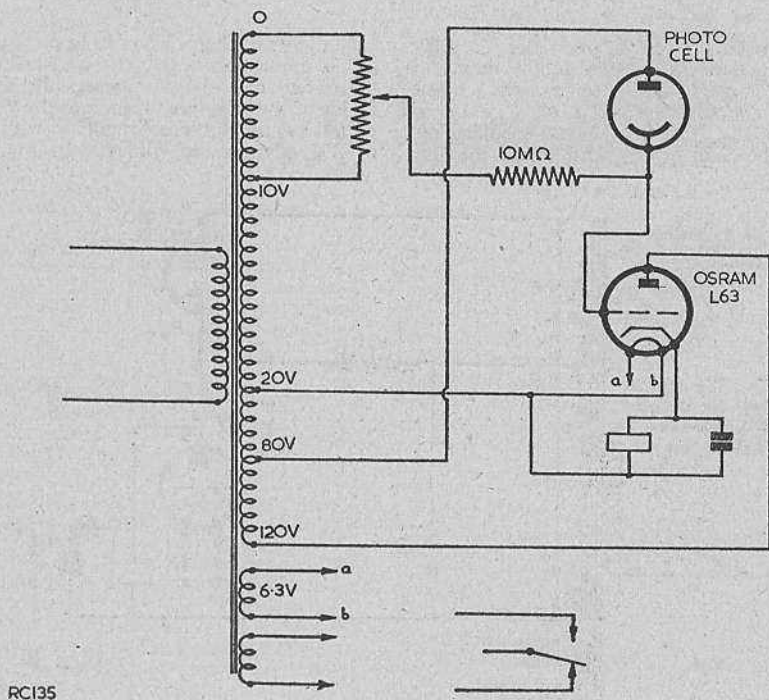 O
PHOTO
CELL
10MΩ
10V
OSRAM
L63
a
b
20V
80V
120V
a
6·3V
b
RC135